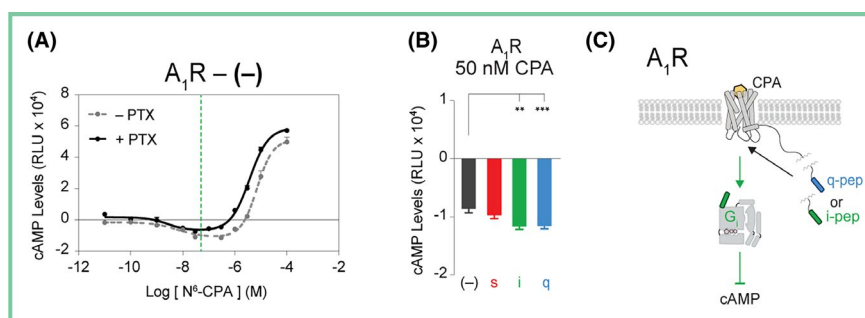 (A)
A₁R – (–)
cAMP Levels (RLU x 10⁴)
8
6
4
2
0
-2
– PTX
+ PTX
-12
-10
-8
-6
-4
-2
Log [ N⁶-CPA ] (M)
(B)
A₁R
50 nM CPA
cAMP Levels (RLU x 10⁴)
1
0
-1
-2
**
***
(–)
s
i
q
(C)
A₁R
CPA
q-pep
or
i-pep
Gᵢ
cAMP